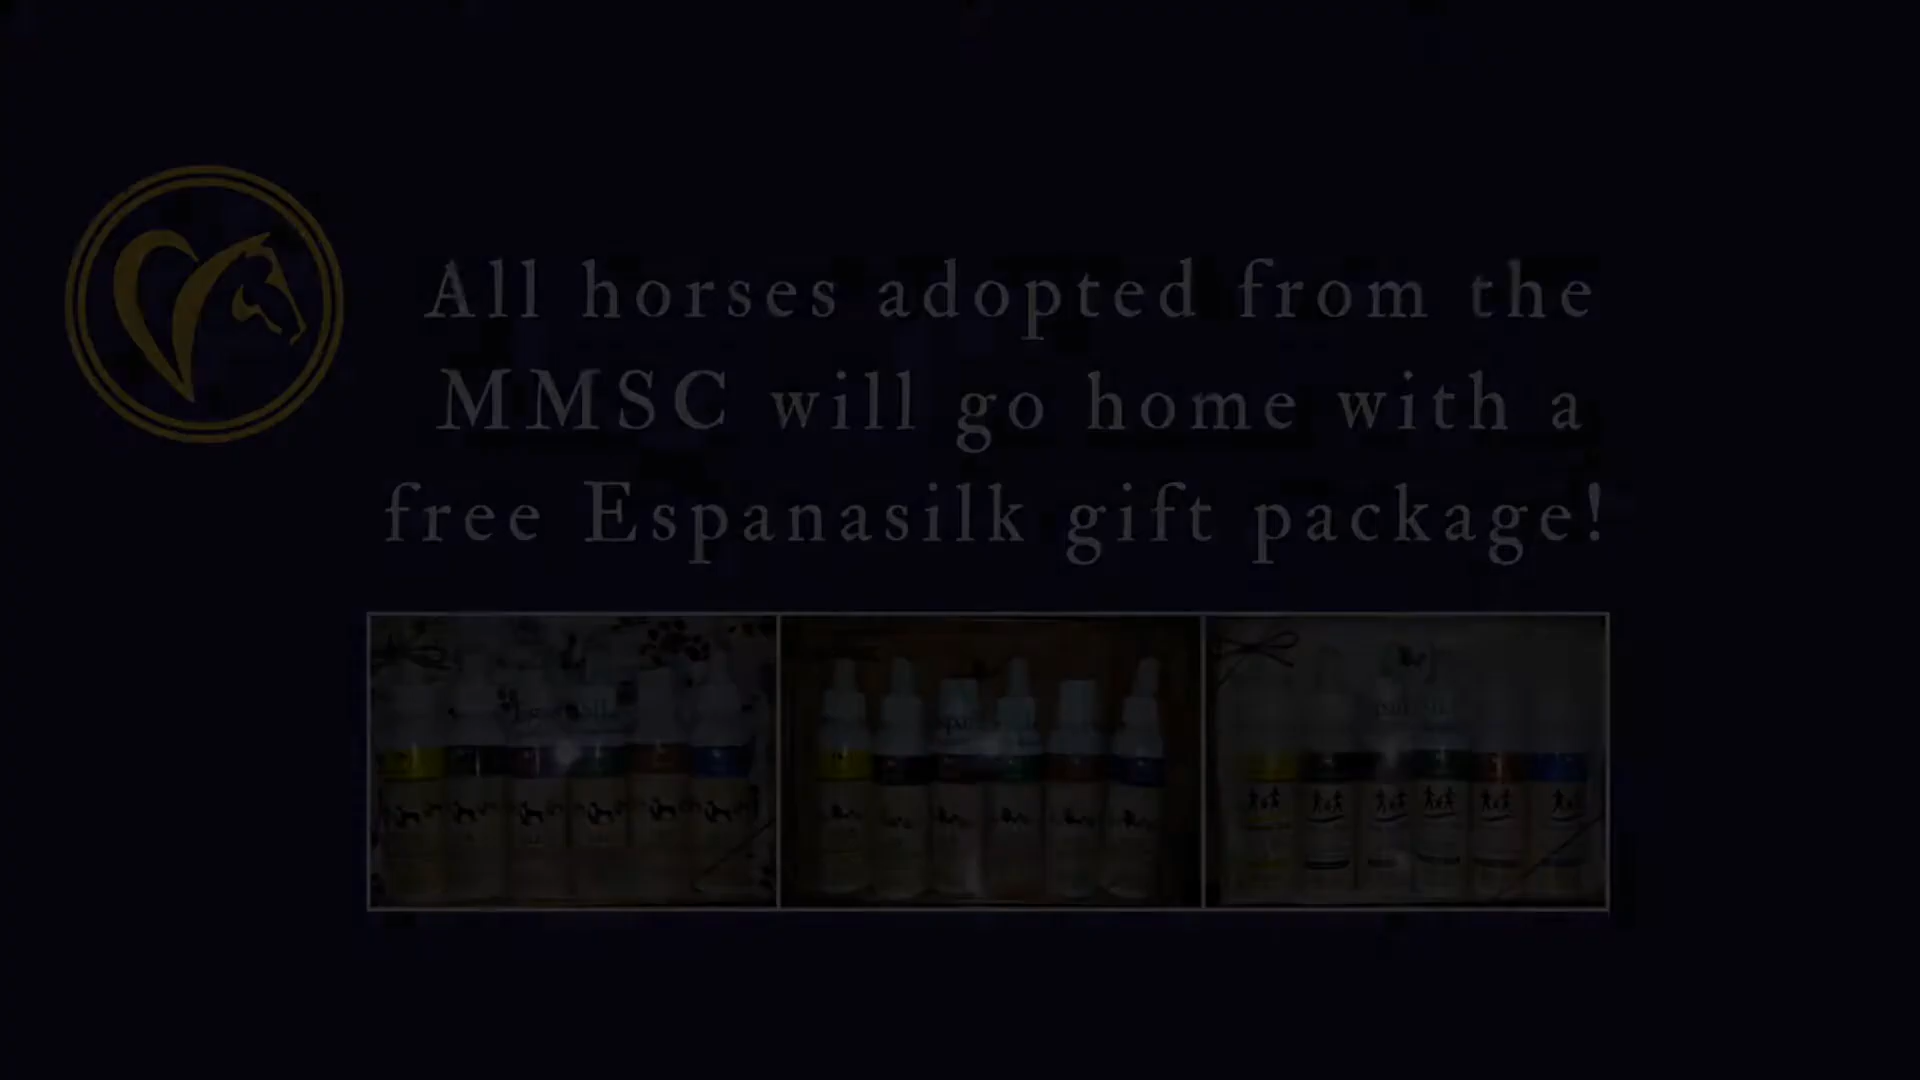 All horses adopted from the
MMSC will go home with a
free Espanasilk gift package!